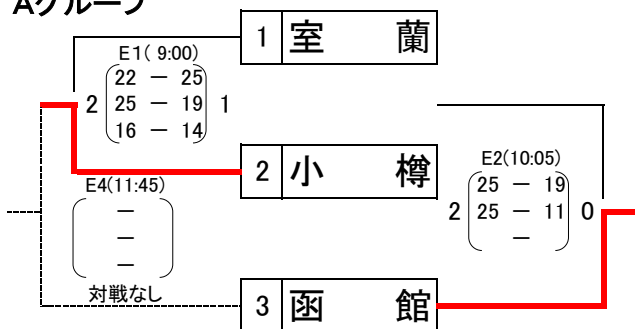 Aグループ
1 室 蘭
E1( 9:00)
22 － 25
2 25 － 19 1
16 － 14
2 小 樽
E2(10:05)
25 － 19
2 25 － 11 0
－
E4(11:45)
－
－
－
対戦なし
3 函 館